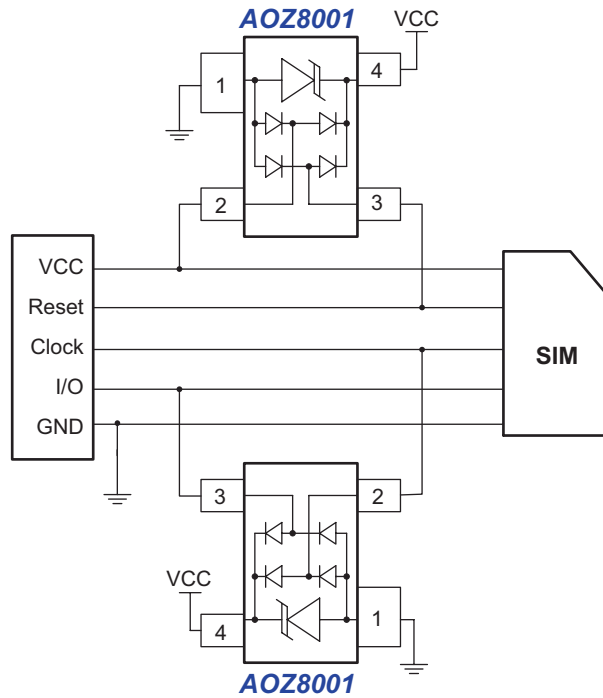 AOZ8001
VCC
1
4
2
3
VCC
Reset
Clock
I/O
GND
SIM
3
2
VCC
4
1
AOZ8001